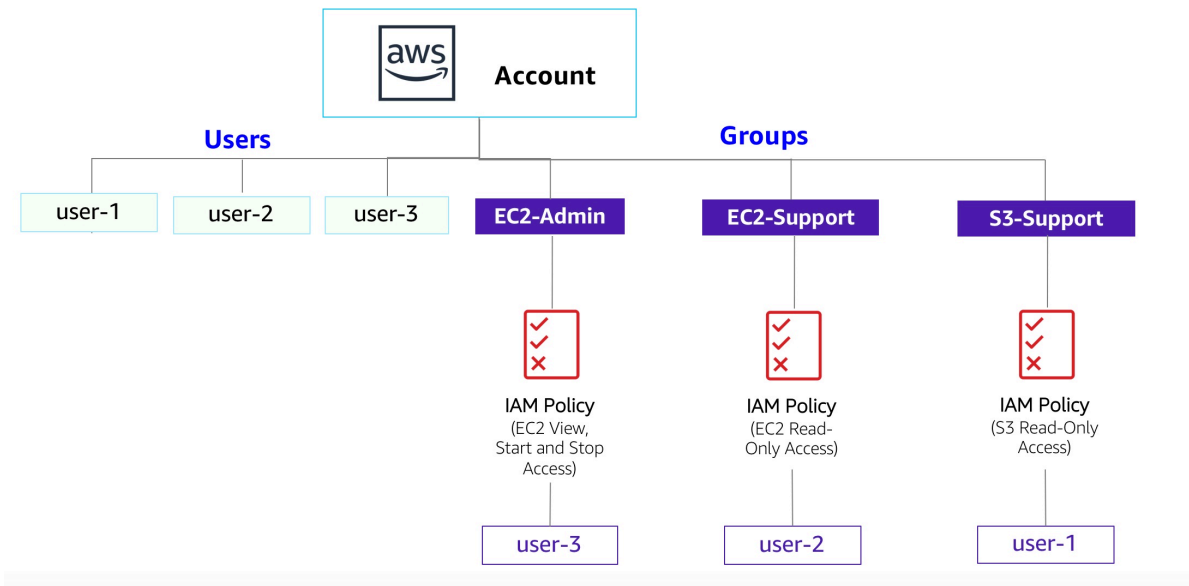 aws
Account
Users
Groups
user-1
user-2
user-3
EC2-Admin
EC2-Support
S3-Support
IAM Policy
(EC2 View,
Start and Stop
Access)
IAM Policy
(EC2 Read-
Only Access)
IAM Policy
(S3 Read-Only
Access)
user-3
user-2
user-1